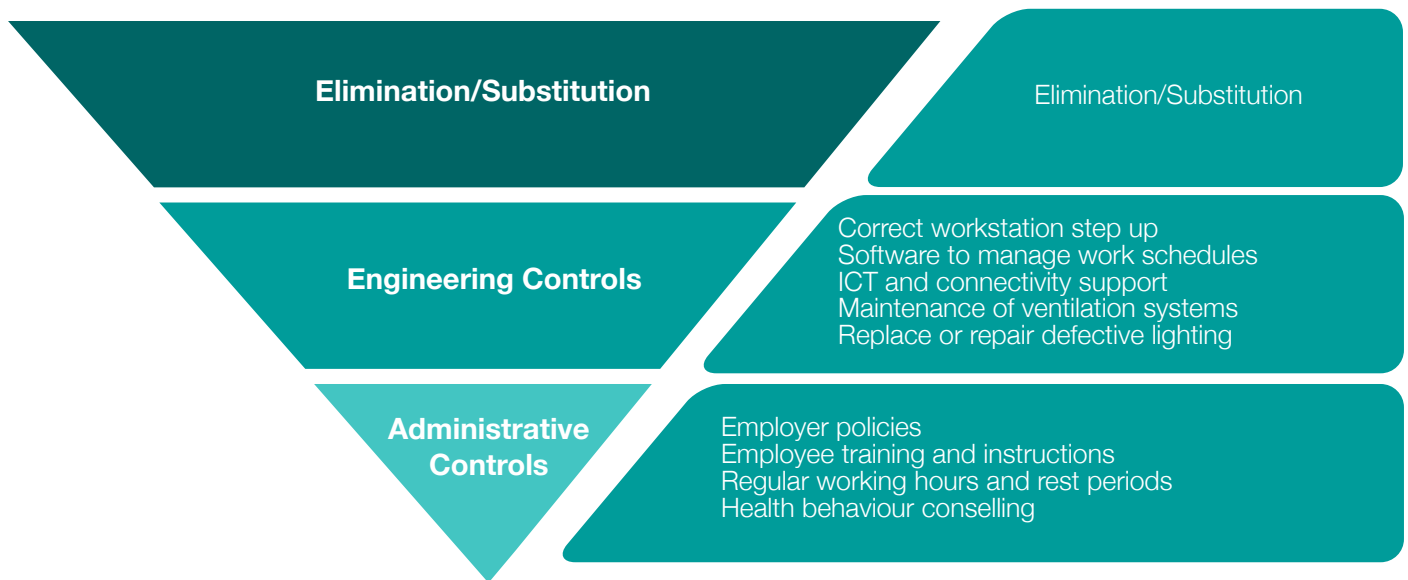 Elimination/Substitution
Elimination/Substitution
Engineering Controls
Correct workstation step up
Software to manage work schedules
ICT and connectivity support
Maintenance of ventilation systems
Replace or repair defective lighting
Administrative
Controls
Employer policies
Employee training and instructions
Regular working hours and rest periods
Health behaviour conselling